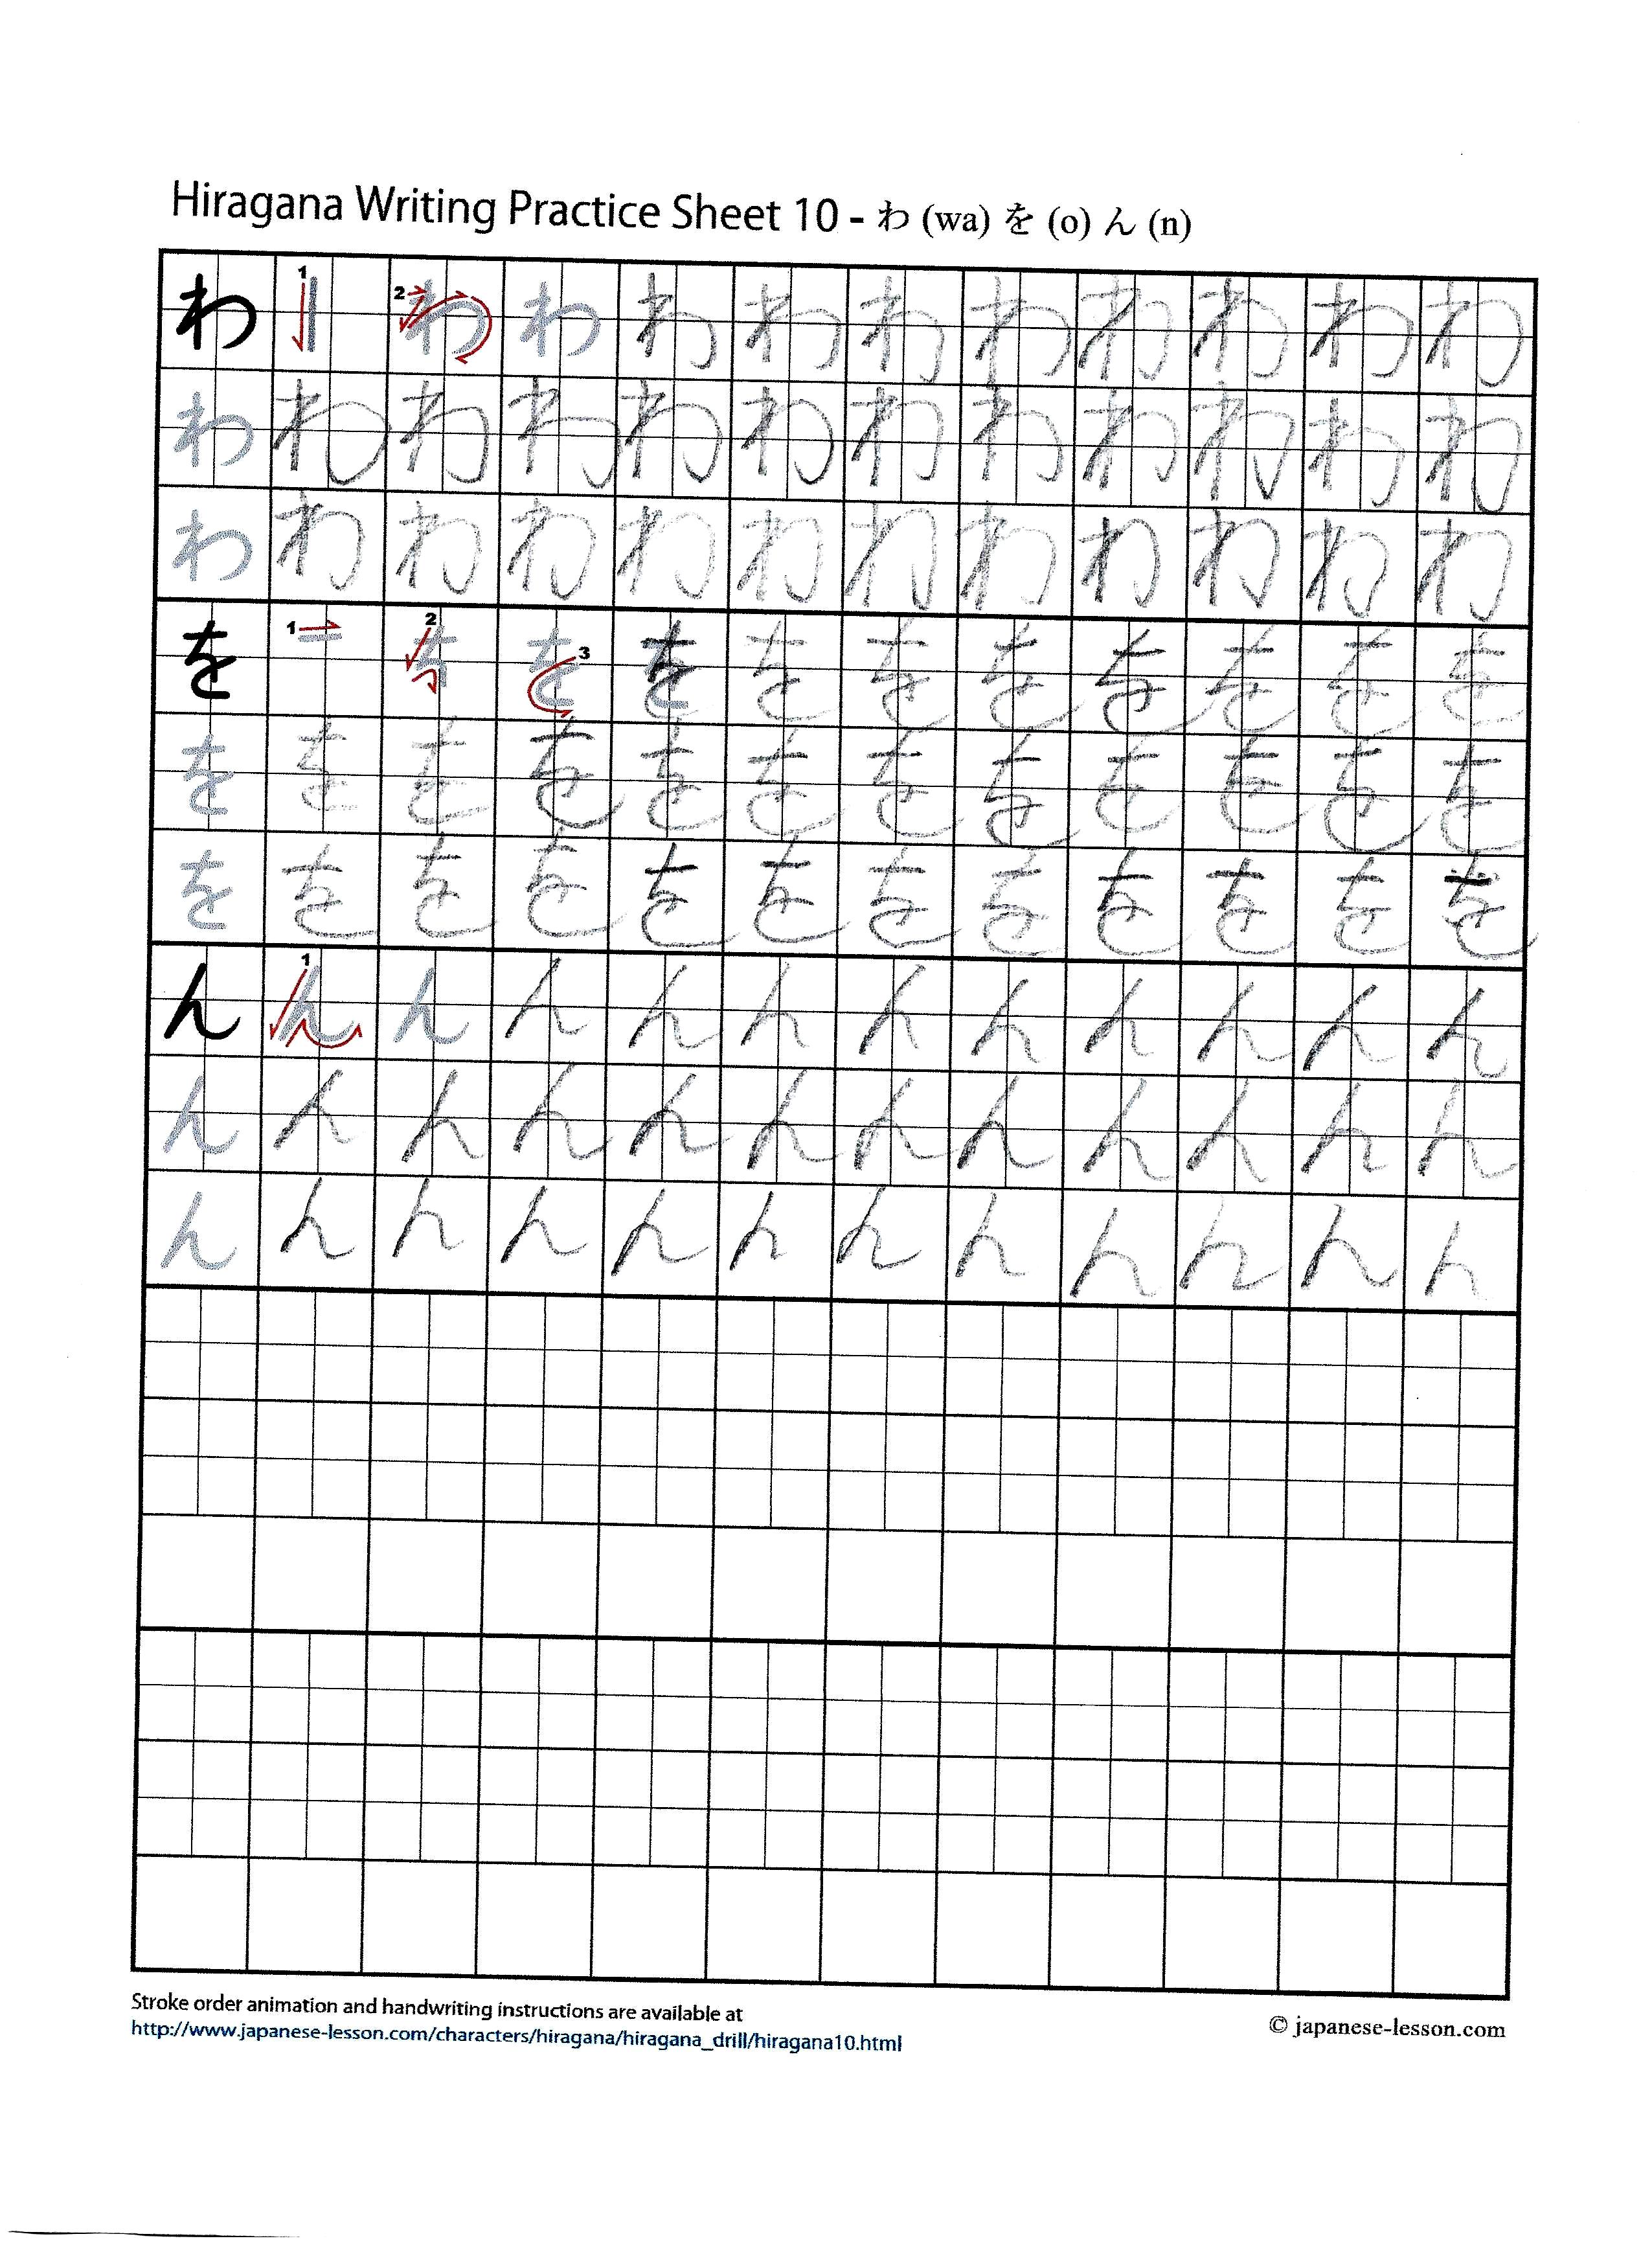 Hiragana Writing Practice Sheet 10 - わ (wa) を (o) ん (n)
わ 1 2 わ わ わ わ わ わ わ わ わ わ
わ わ わ わ わ わ わ わ わ わ わ わ
わ わ わ わ わ わ わ わ わ わ わ わ
を 1 2 を 3 を を を を を を を を
を を を を を を を を を を を を
を を を を を を を を を を を を
ん 1 ん ん ん ん ん ん ん ん ん ん ん
ん ん ん ん ん ん ん ん ん ん ん ん
ん ん ん ん ん ん ん ん ん ん ん ん
Stroke order animation and handwriting instructions are available at
http://www.japanese-lesson.com/characters/hiragana/hiragana_drill/hiragana10.html
© japanese-lesson.com